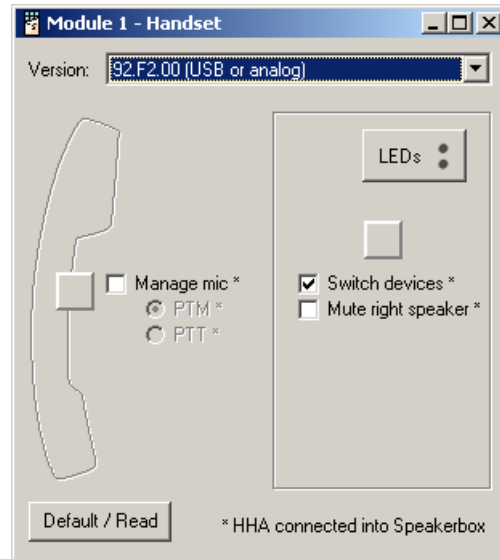 Module 1 - Handset
Version: 92.F2.00 (USB or analog)
LEDs
Manage mic *
PTM *
PTT *
Switch devices *
Mute right speaker *
Default / Read
* HHA connected into Speakerbox